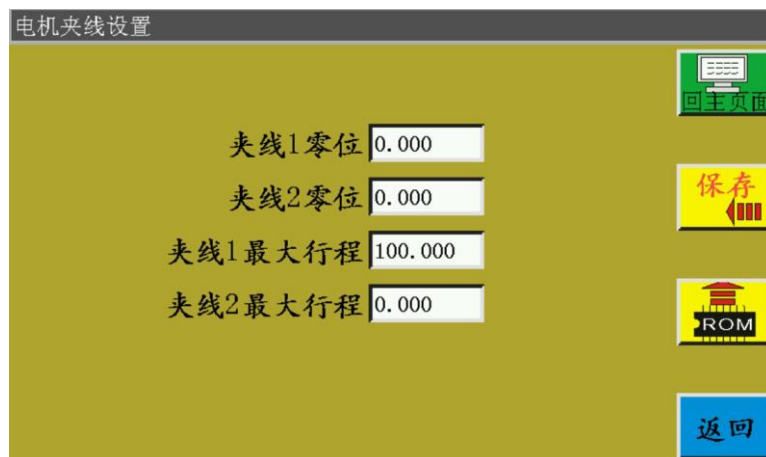 电机夹线设置
回主页面
夹线1零位 0.000
夹线2零位 0.000
保存
夹线1最大行程 100.000
夹线2最大行程 0.000
ROM
返回